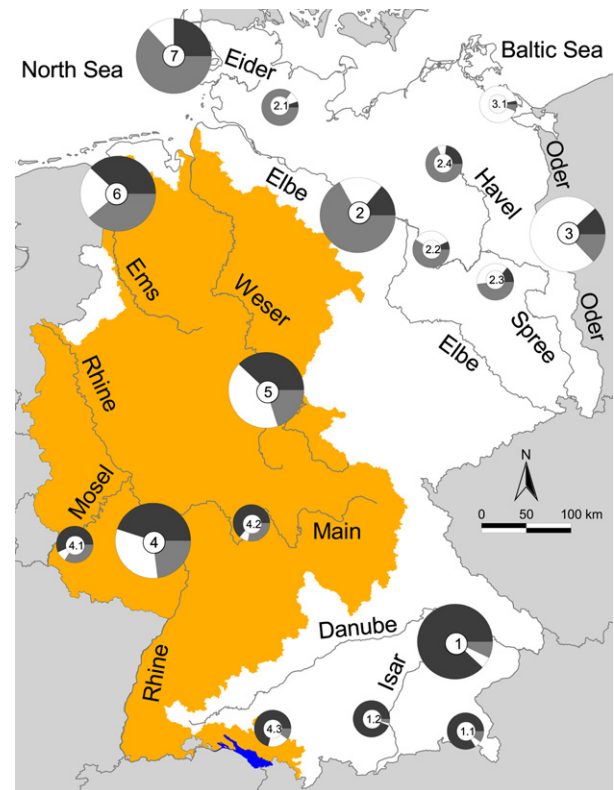 7
North Sea
Eider
Baltic Sea
2.1
3.1
Oder
2.4
Elbe
Havel
6
2
3
2.2
2.3
Ems
Weser
Spree
Oder
Elbe
Rhine
5
N
Mosel
0 50 100 km
4.2
4
4.1
Main
Danube
1
Rhine
Isar
4.3
1.2
1.1